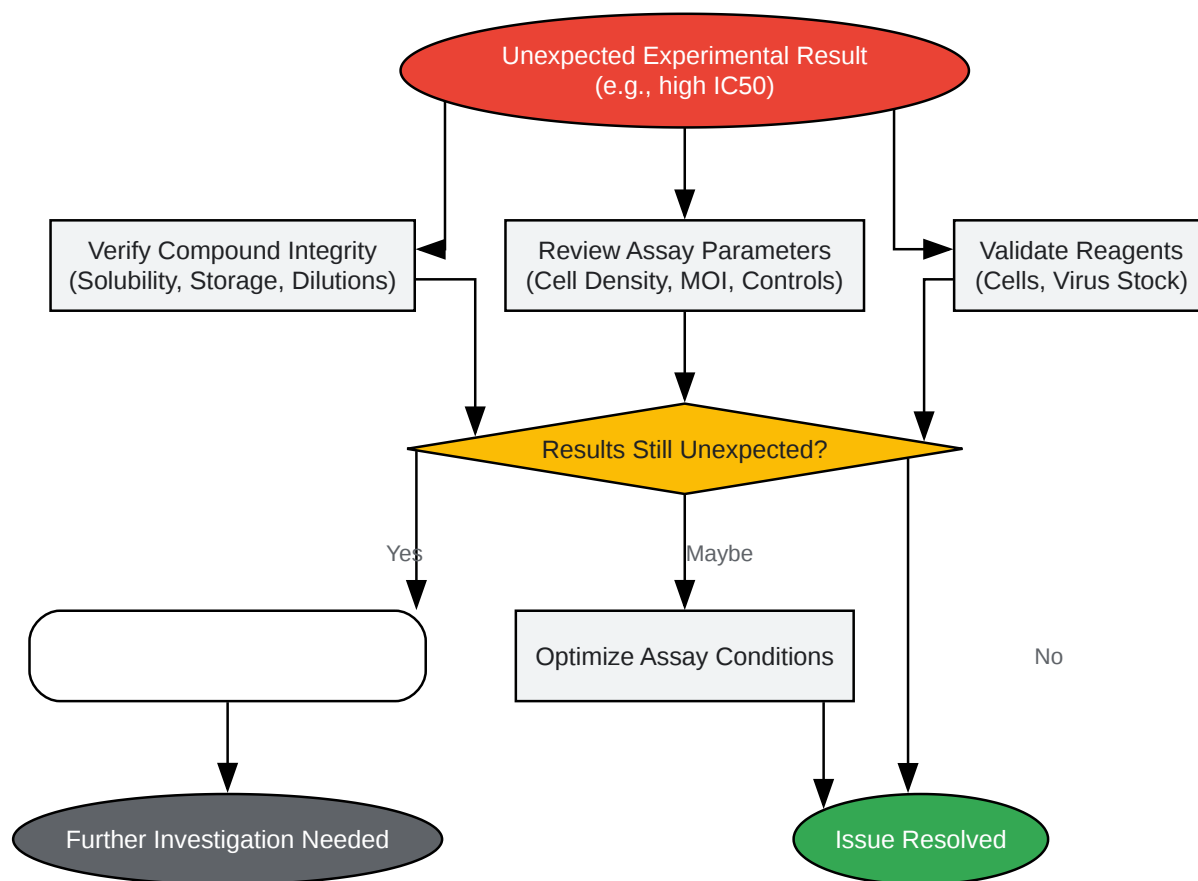 Unexpected Experimental Result
(e.g., high IC50)
Verify Compound Integrity
(Solubility, Storage, Dilutions)
Review Assay Parameters
(Cell Density, MOI, Controls)
Validate Reagents
(Cells, Virus Stock)
Results Still Unexpected?
Yes
Maybe
Optimize Assay Conditions
No
Further Investigation Needed
Issue Resolved